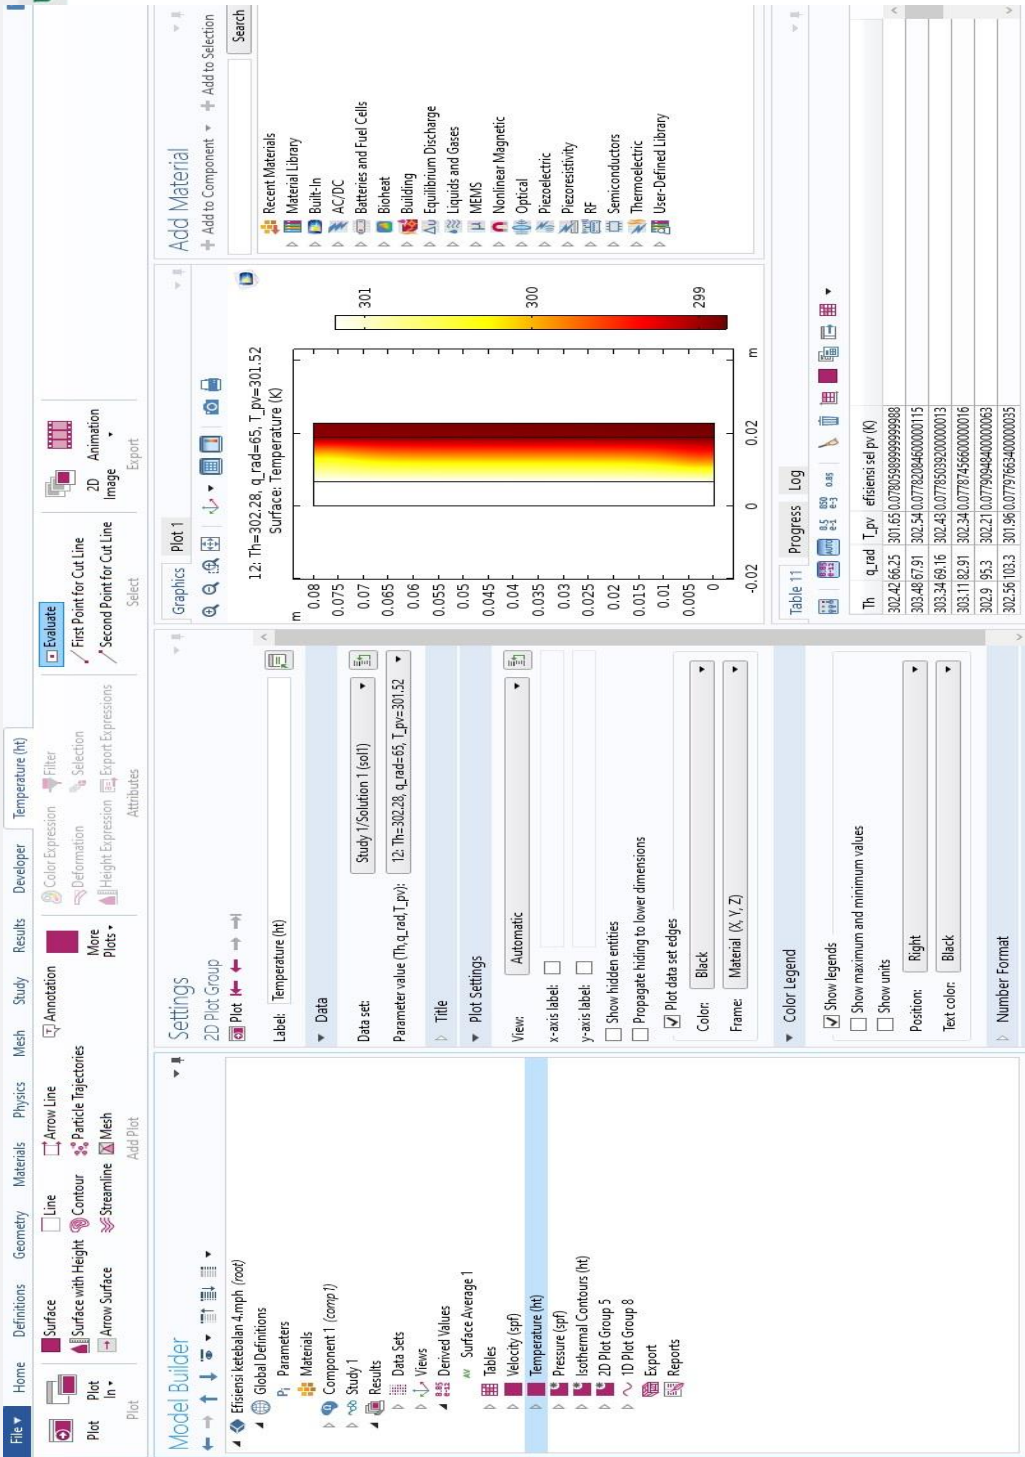 File
Home
Definitions
Geometry
Materials
Physics
Mesh
Study
Results
Developer
Temperature (ht)
Plot
Plot In
Plot
Surface
Surface with Height
Arrow Surface
Line
Contour
Streamline
Arrow Line
Particle Trajectories
Mesh
Annotation
Add Plot
More Plots
Color Expression
Deformation
Height Expression
Filter
Selection
Export Expressions
Attributes
Evaluate
First Point for Cut Line
Second Point for Cut Line
Select
2D Image
Animation
Export
Model Builder
Efisiensi ketebalan 4.mph (root)
Global Definitions
Pi Parameters
Materials
Component 1 (comp1)
Study 1
Results
Data Sets
Views
8.85 e-12 Derived Values
AV Surface Average 1
Tables
Velocity (spf)
Temperature (ht)
Pressure (spf)
Isothermal Contours (ht)
2D Plot Group 5
1D Plot Group 8
Export
Reports
Settings
2D Plot Group
Plot
Label: Temperature (ht)
Data
Data set: Study 1/Solution 1 (sol1)
Parameter value (Th,q_rad,T_pv): 12: Th=302.28, q_rad=65, T_pv=301.52
Title
Plot Settings
View: Automatic
x-axis label:
y-axis label:
Show hidden entities
Propagate hiding to lower dimensions
Plot data set edges
Color: Black
Frame: Material (X, Y, Z)
Color Legend
Show legends
Show maximum and minimum values
Show units
Position: Right
Text color: Black
Number Format
Graphics
Plot 1
12: Th=302.28, q_rad=65, T_pv=301.52
Surface: Temperature (K)
m
0.08
0.075
0.07
0.065
0.06
0.055
0.05
0.045
0.04
0.035
0.03
0.025
0.02
0.015
0.01
0.005
0
-0.02
0
0.02
m
301
300
299
Add Material
Add to Component
Add to Selection
Search
Recent Materials
Material Library
Built-In
AC/DC
Batteries and Fuel Cells
Bioheat
Building
Equilibrium Discharge
Liquids and Gases
MEMS
Nonlinear Magnetic
Optical
Piezoelectric
Piezoresistivity
RF
Semiconductors
Thermoelectric
User-Defined Library
Table 11
Progress
Log
8.85 e-12
AUTO
8.5 e-1
850 e-3
0.85
Th q_rad T_pv efisiensi sel pv (K)
302.42 66.25 301.65 0.07805989999999988
303.48 67.91 302.54 0.07782084600000115
303.34 69.16 302.43 0.07785039200000013
303.11 82.91 302.34 0.07787456600000016
302.9 95.3 302.21 0.07790948400000063
302.56 103.3 301.96 0.07797663400000035